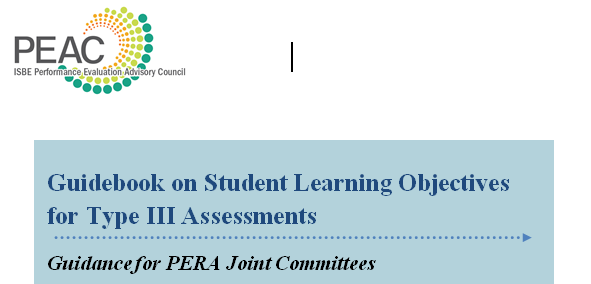 PEAC
ISBE Performance Evaluation Advisory Council
Guidebook on Student Learning Objectives
for Type III Assessments
Guidance for PERA Joint Committees